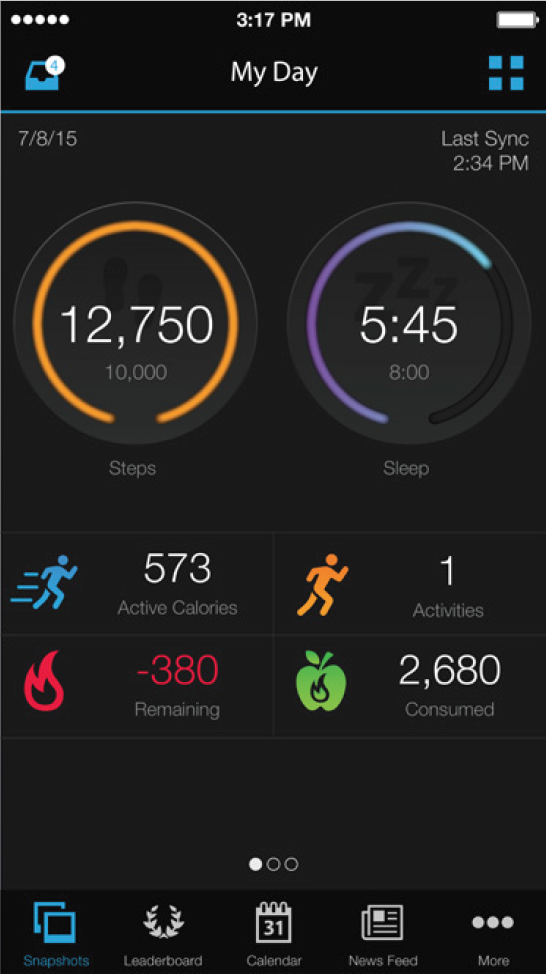 3:17 PM
4
My Day
7/8/15
Last Sync
2:34 PM
zzz
12,750
10,000
Steps
5:45
8:00
Sleep
573
Active Calories
1
Activities
-380
Remaining
2,680
Consumed
31
Snapshots
Leaderboard
Calendar
News Feed
More